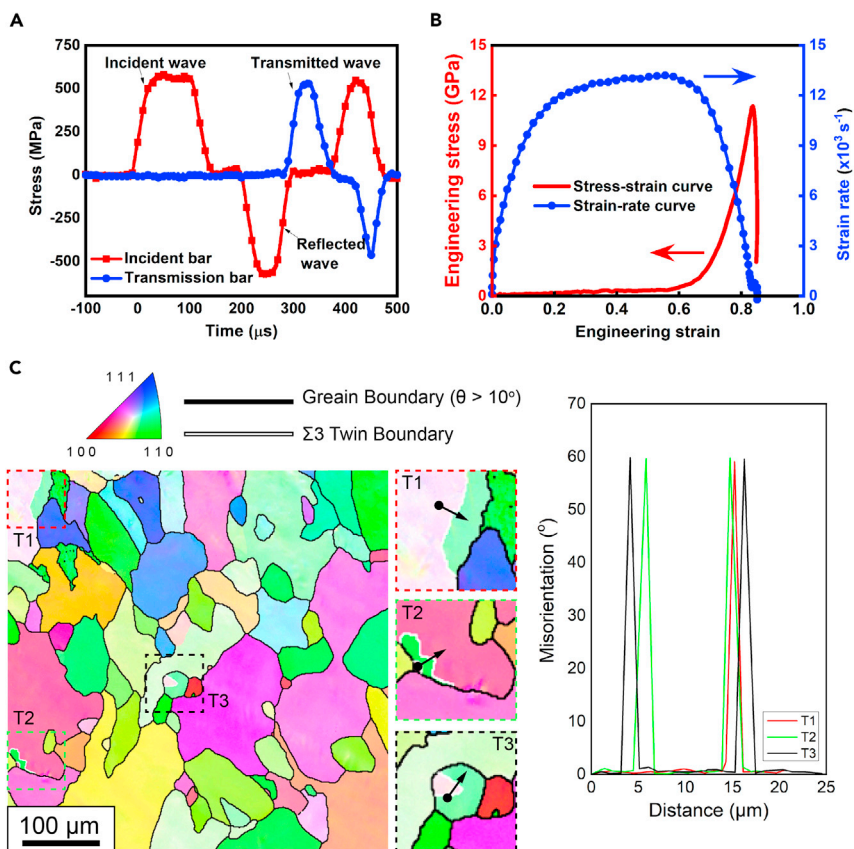 A
750
500
250
0
-250
-500
Stress (MPa)
Incident wave
Transmitted wave
Reflected
wave
Incident bar
Transmission bar
-100 0 100 200 300 400 500
Time (μs)
B
15
12
9
6
3
0
Engineering stress (GPa)
Stress-strain curve
Strain-rate curve
15
12
9
6
3
0
Strain rate (x10³ s⁻¹)
0.0 0.2 0.4 0.6 0.8 1.0
Engineering strain
C
1 1 1
1 0 0
1 1 0
Greain Boundary (θ > 10°)
Σ3 Twin Boundary
T1
T2
T3
100 μm
T1
T2
T3
70
60
50
40
30
20
10
0
Misorientation (°)
T1
T2
T3
0 5 10 15 20 25
Distance (μm)